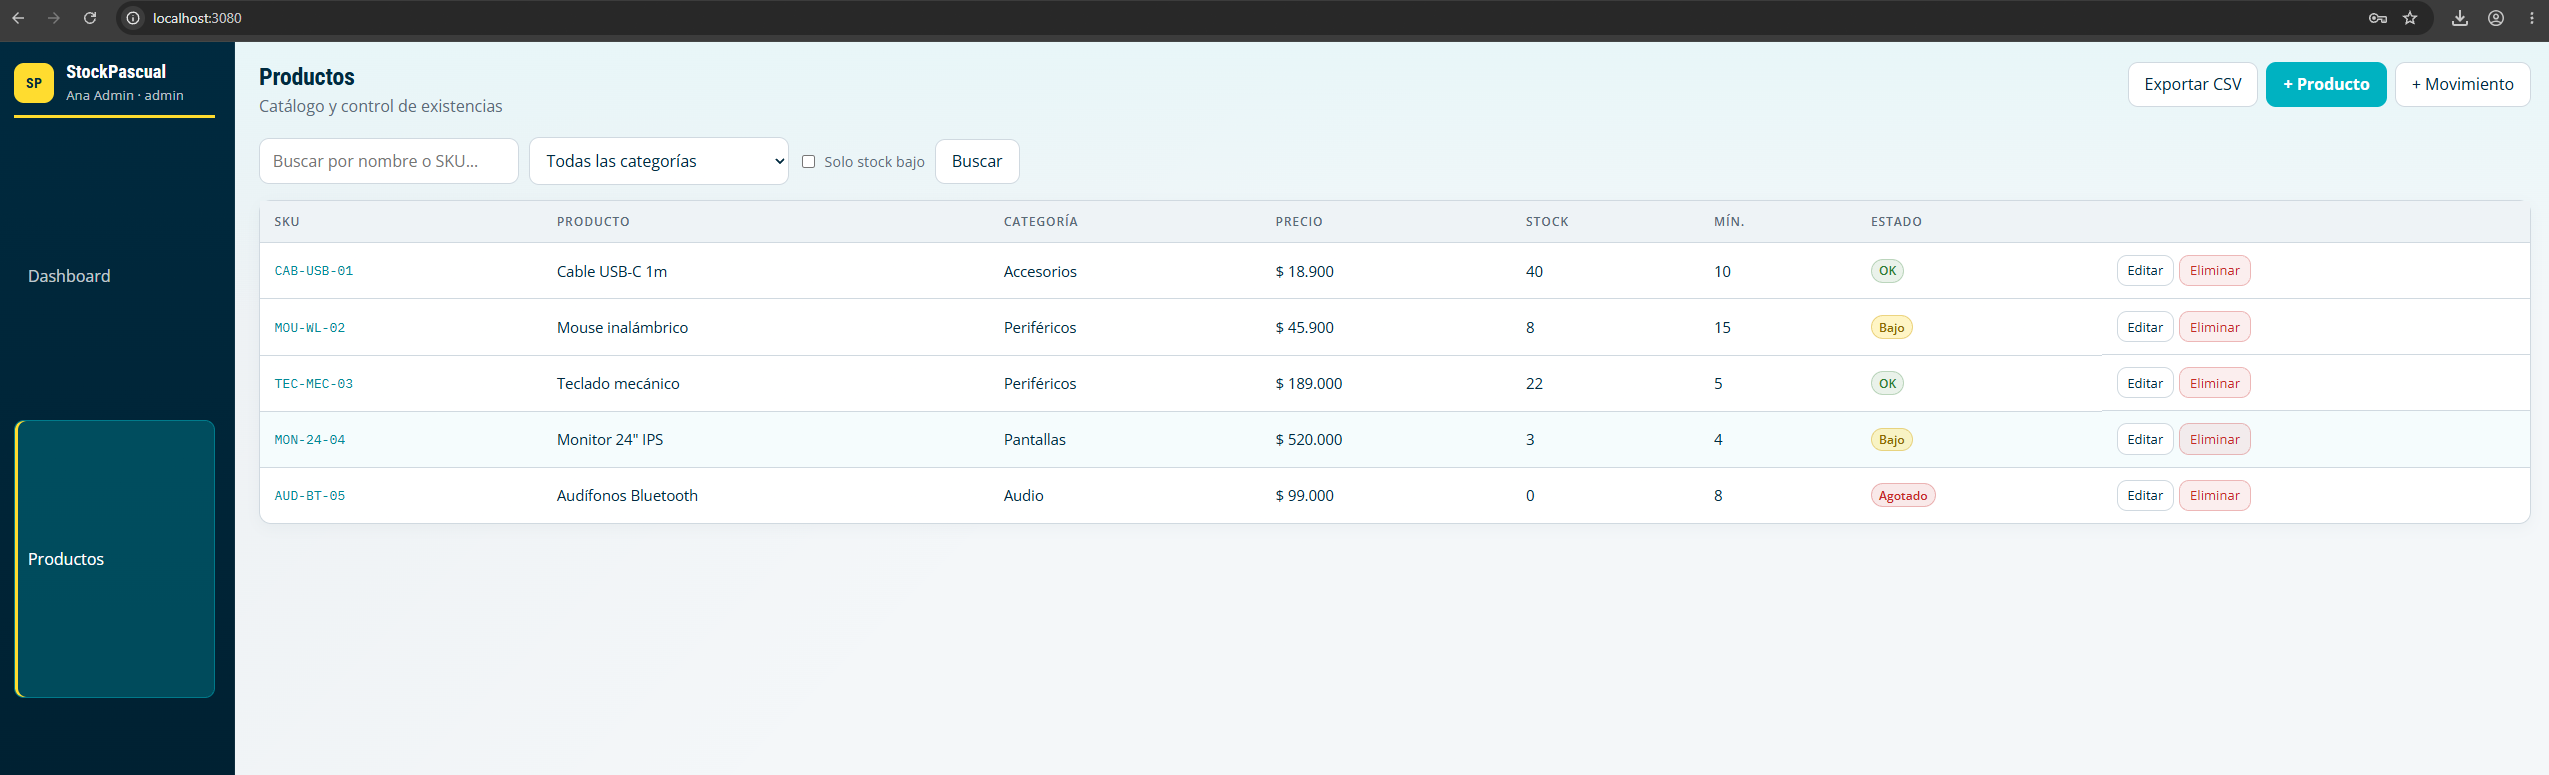 localhost:3080
SP
StockPascual
Ana Admin · admin
Dashboard
Productos
Productos
Catálogo y control de existencias
Exportar CSV
+ Producto
+ Movimiento
Buscar por nombre o SKU...
Todas las categorías
Solo stock bajo
Buscar
SKU PRODUCTO CATEGORÍA PRECIO STOCK MÍN. ESTADO
CAB-USB-01 Cable USB-C 1m Accesorios $ 18.900 40 10 OK Editar Eliminar
MOU-WL-02 Mouse inalámbrico Periféricos $ 45.900 8 15 Bajo Editar Eliminar
TEC-MEC-03 Teclado mecánico Periféricos $ 189.000 22 5 OK Editar Eliminar
MON-24-04 Monitor 24" IPS Pantallas $ 520.000 3 4 Bajo Editar Eliminar
AUD-BT-05 Audífonos Bluetooth Audio $ 99.000 0 8 Agotado Editar Eliminar